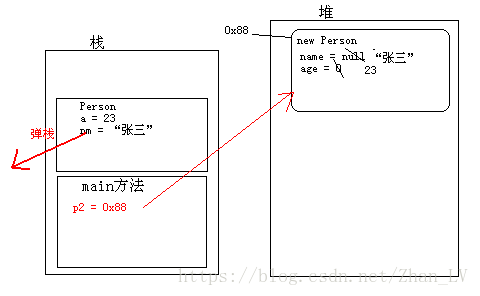 栈
Person
a = 23
nm = “张三”
弹栈
main方法
p2 = 0x88
堆
0x88
new Person
name = null “张三”
age = 0 23
https://blog.csdn.net/Zhan_LV